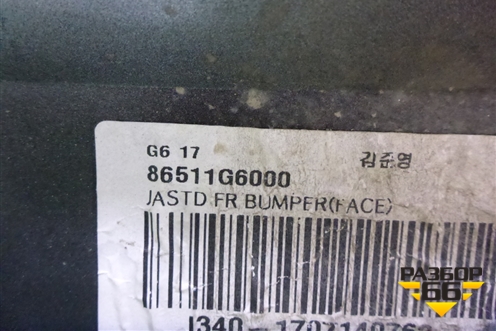 G6 17 김준영
86511G6000
JASTD FR BUMPER(FACE)
РАЗБОР
66